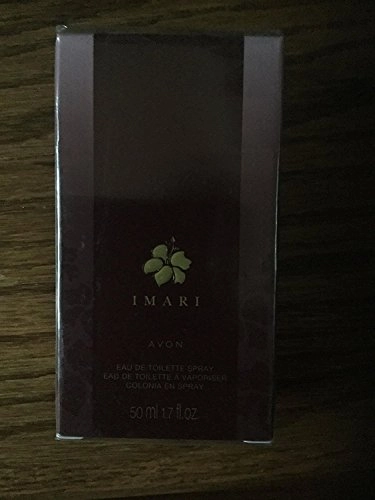 IMARI
AVON
EAU DE TOILETTE SPRAY
EAU DE TOILETTE À VAPORISER
COLONIA EN SPRAY
50 ml 1.7 fl.oz.